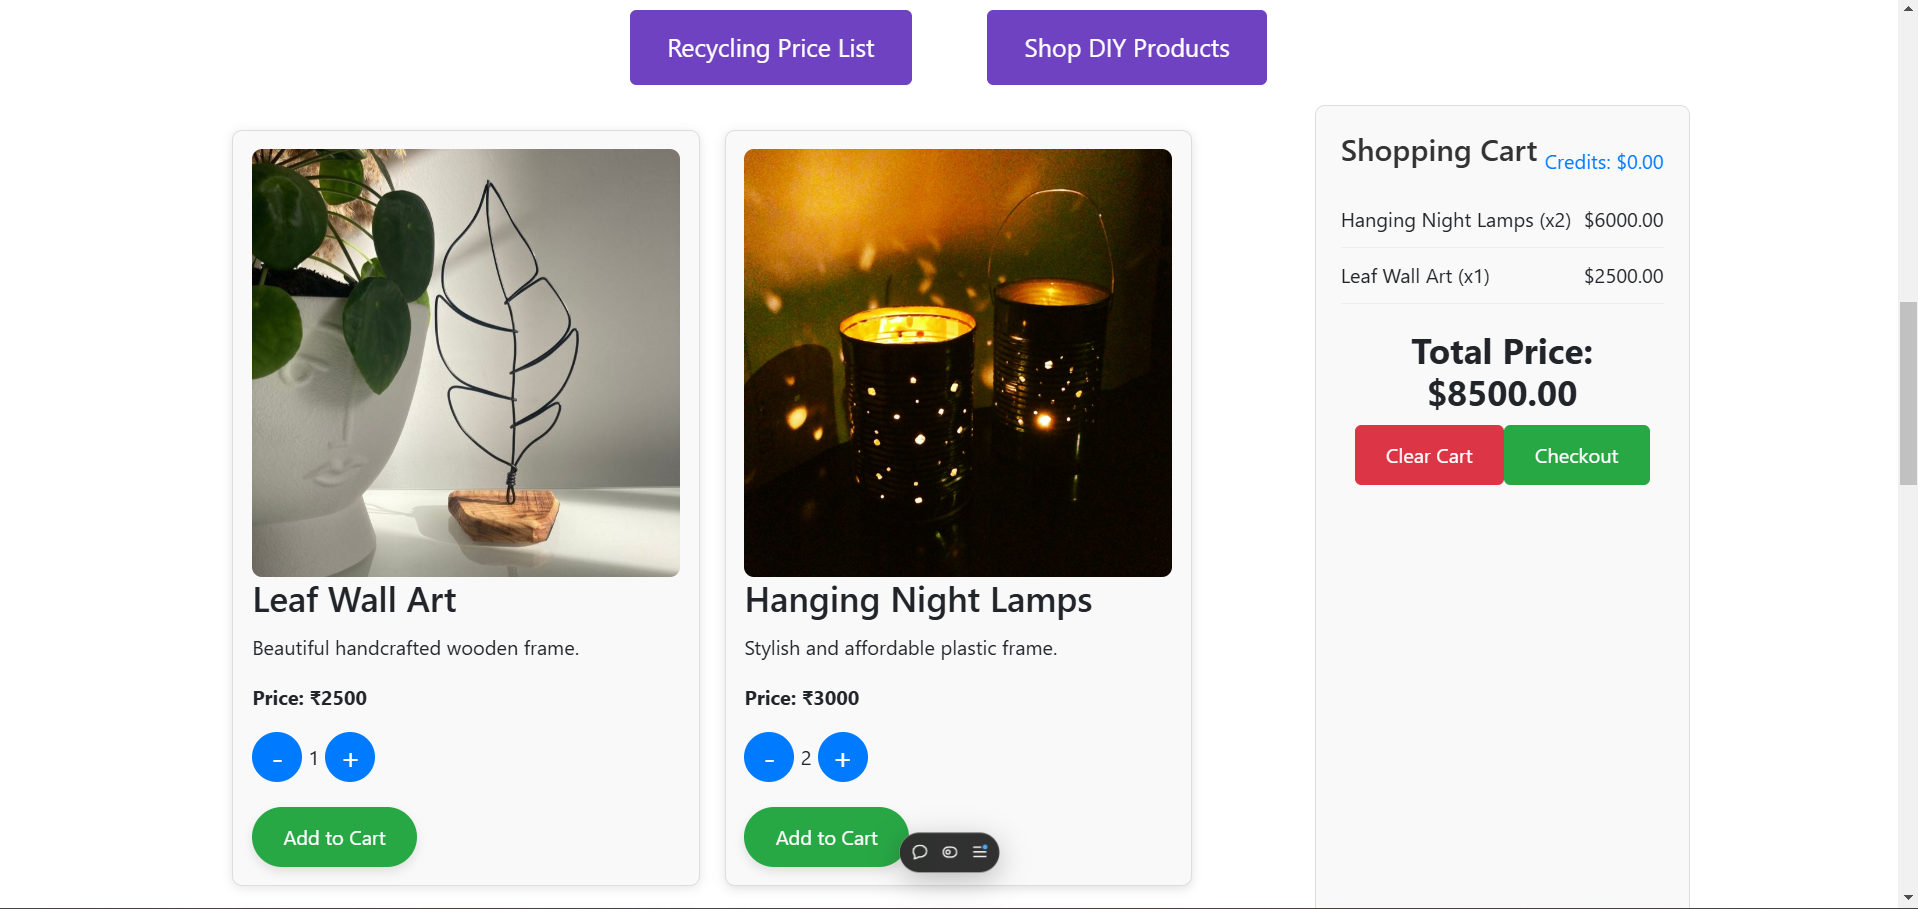 Recycling Price List
Shop DIY Products
Leaf Wall Art
Beautiful handcrafted wooden frame.
Price: ₹2500
- 1 +
Add to Cart
Hanging Night Lamps
Stylish and affordable plastic frame.
Price: ₹3000
- 2 +
Add to Cart
Shopping Cart Credits: $0.00
Hanging Night Lamps (x2) $6000.00
Leaf Wall Art (x1) $2500.00
Total Price:
$8500.00
Clear Cart Checkout